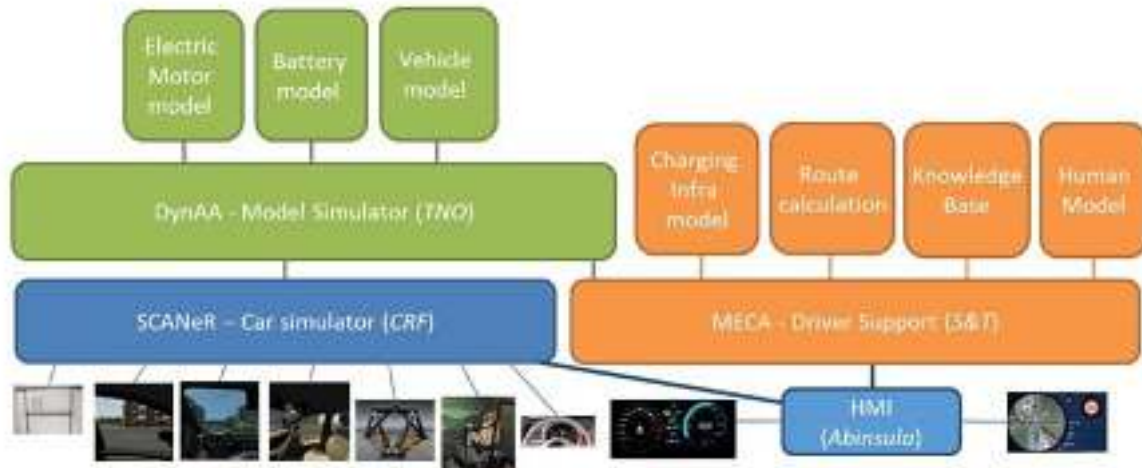 Electric
Motor
model
Battery
model
Vehicle
model
DynAA - Model Simulator (TNO)
Charging
Infra
model
Route
calculation
Knowledge
Base
Human
Model
SCANeR – Car simulator (CRF)
MECA - Driver Support (S&T)
HMI
(Abinsula)